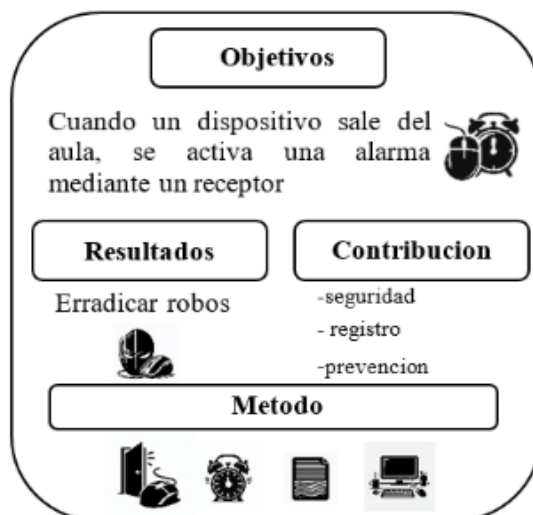 Objetivos
Cuando un dispositivo sale del
aula, se activa una alarma
mediante un receptor
Resultados
Erradicar robos
Contribucion
-seguridad
- registro
-prevencion
Metodo